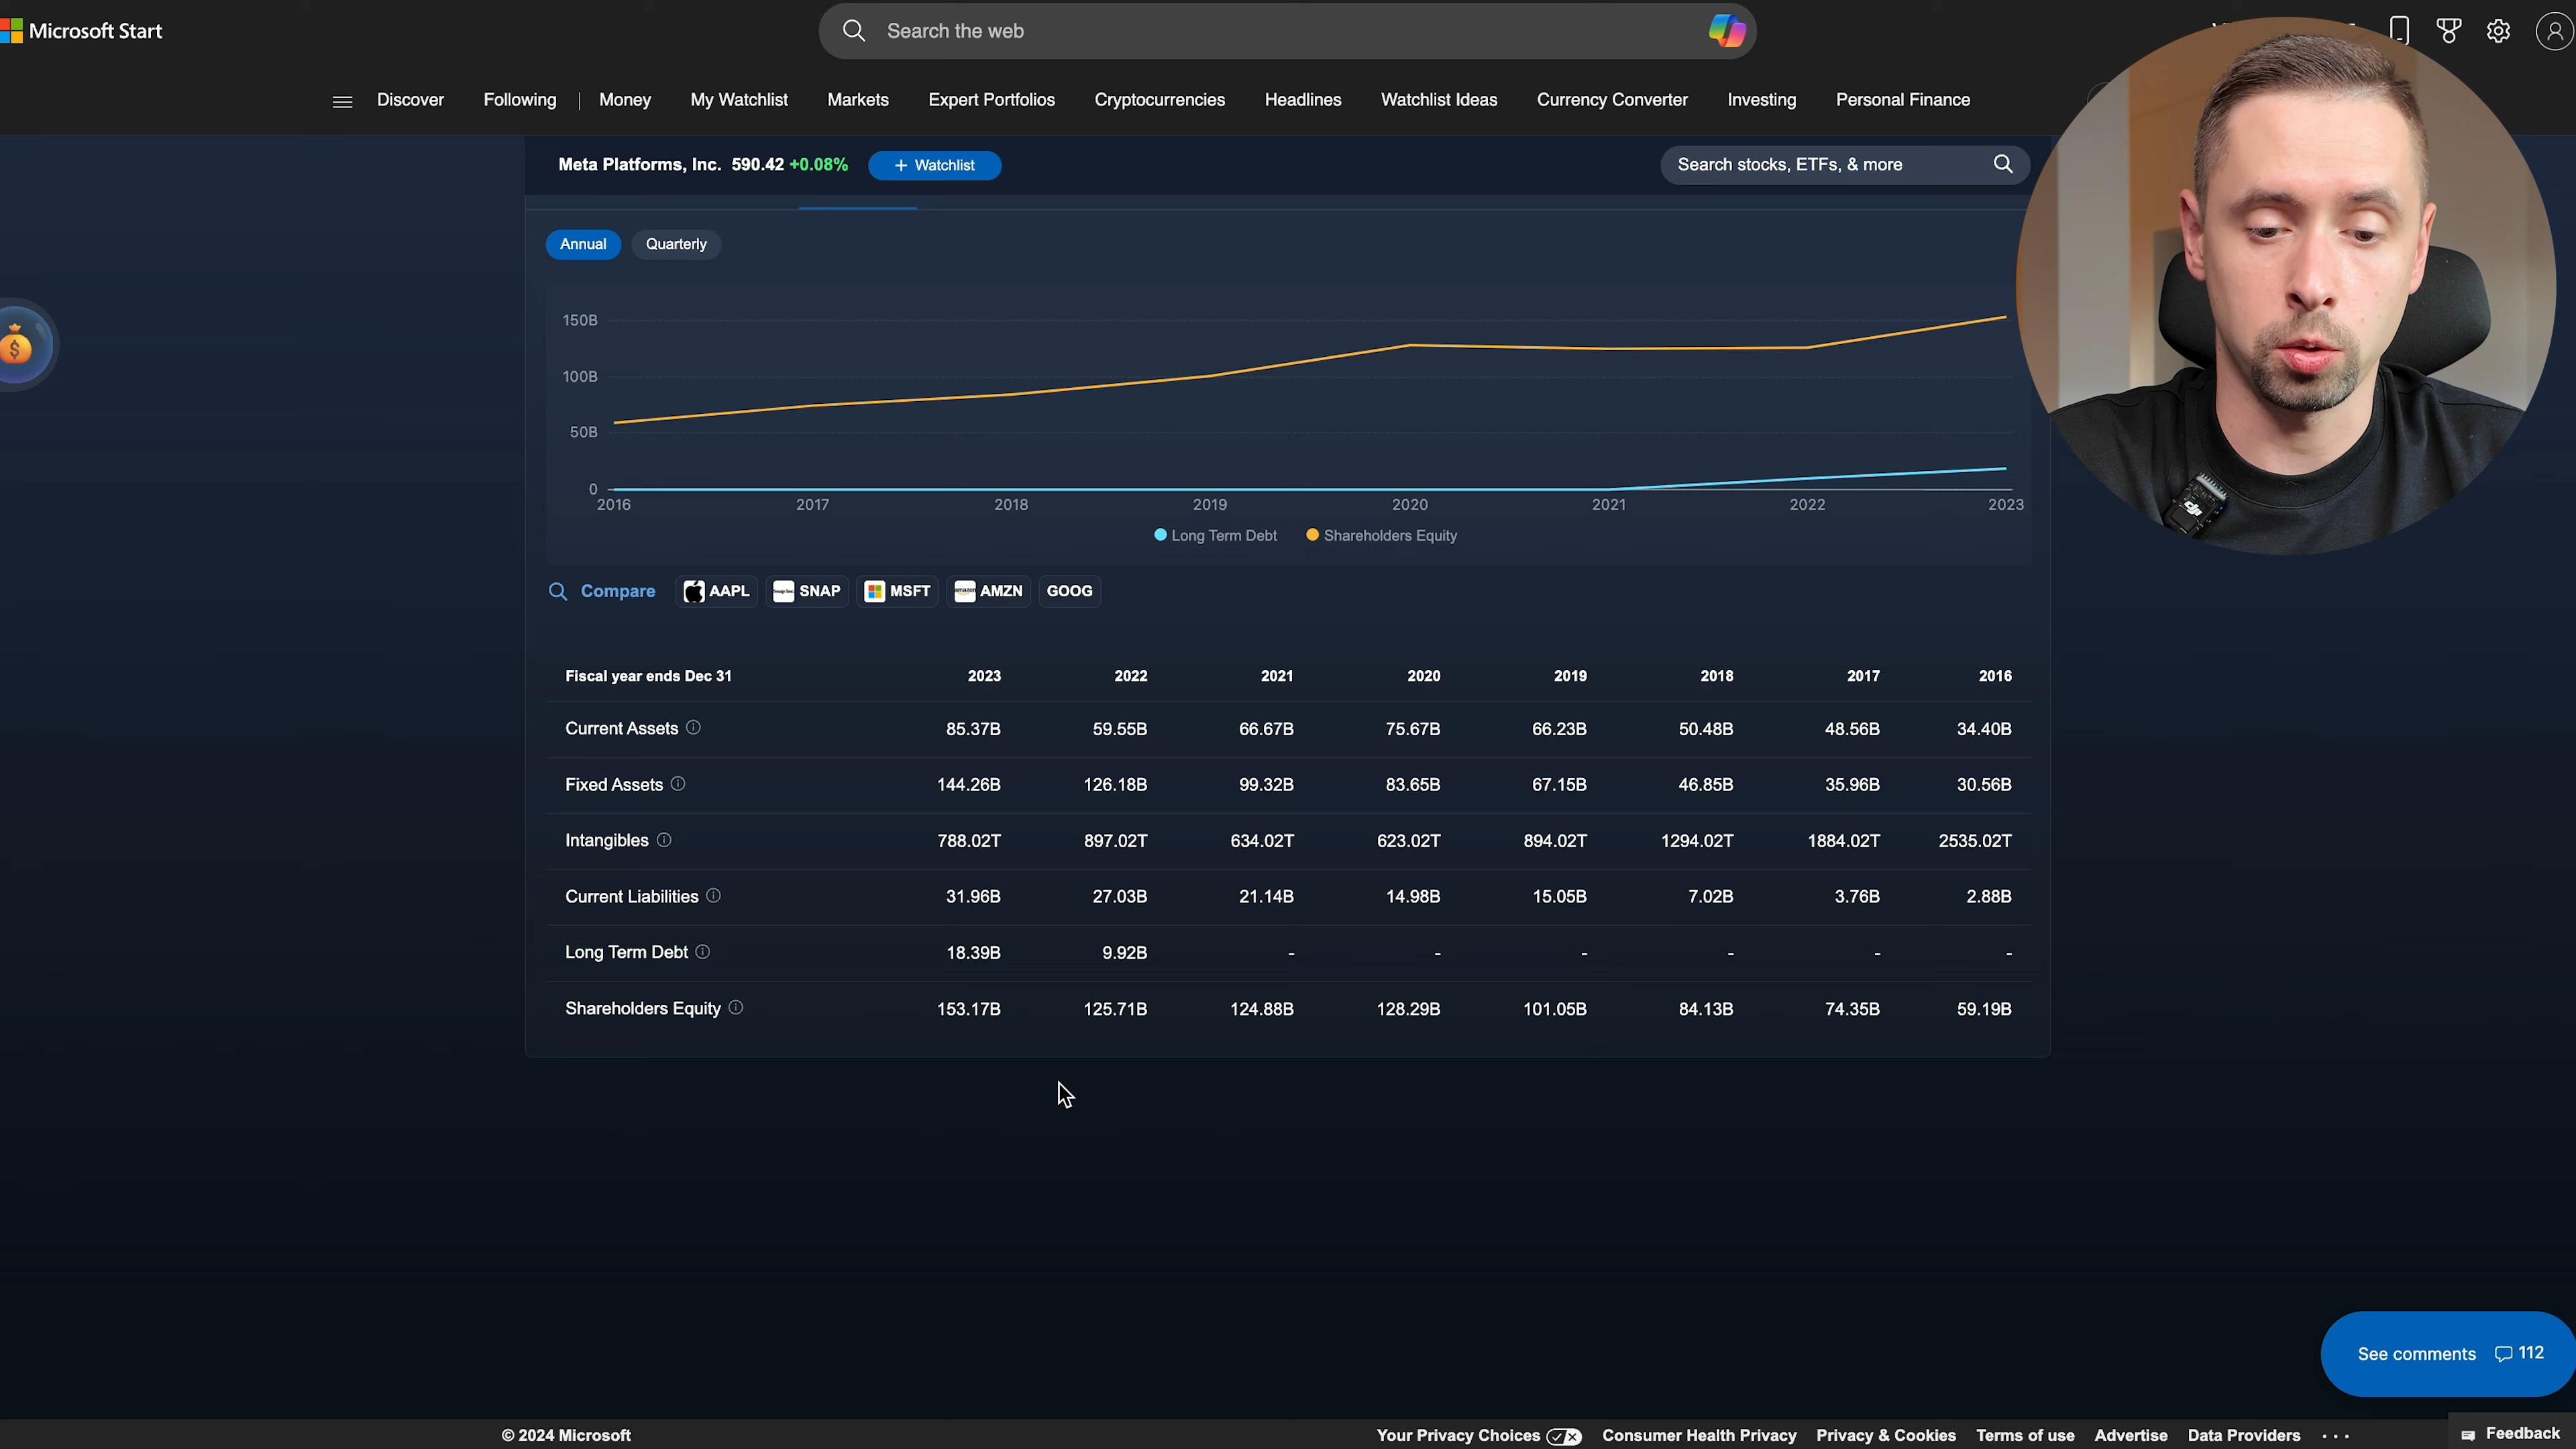 Microsoft Start
Search the web
Discover Following Money My Watchlist Markets Expert Portfolios Cryptocurrencies Headlines Watchlist Ideas Currency Converter Investing Personal Finance
Meta Platforms, Inc. 590.42 +0.08% + Watchlist Search stocks, ETFs, & more
Annual Quarterly
150B
100B
50B
0
2016 2017 2018 2019 2020 2021 2022 2023
Long Term Debt Shareholders Equity
Compare AAPL SNAP MSFT AMZN GOOG
Fiscal year ends Dec 31 2023 2022 2021 2020 2019 2018 2017 2016
Current Assets 85.37B 59.55B 66.67B 75.67B 66.23B 50.48B 48.56B 34.40B
Fixed Assets 144.26B 126.18B 99.32B 83.65B 67.15B 46.85B 35.96B 30.56B
Intangibles 788.02T 897.02T 634.02T 623.02T 894.02T 1294.02T 1884.02T 2535.02T
Current Liabilities 31.96B 27.03B 21.14B 14.98B 15.05B 7.02B 3.76B 2.88B
Long Term Debt 18.39B 9.92B - - - - - -
Shareholders Equity 153.17B 125.71B 124.88B 128.29B 101.05B 84.13B 74.35B 59.19B
See comments 112
© 2024 Microsoft Your Privacy Choices Consumer Health Privacy Privacy & Cookies Terms of use Advertise Data Providers ... Feedback